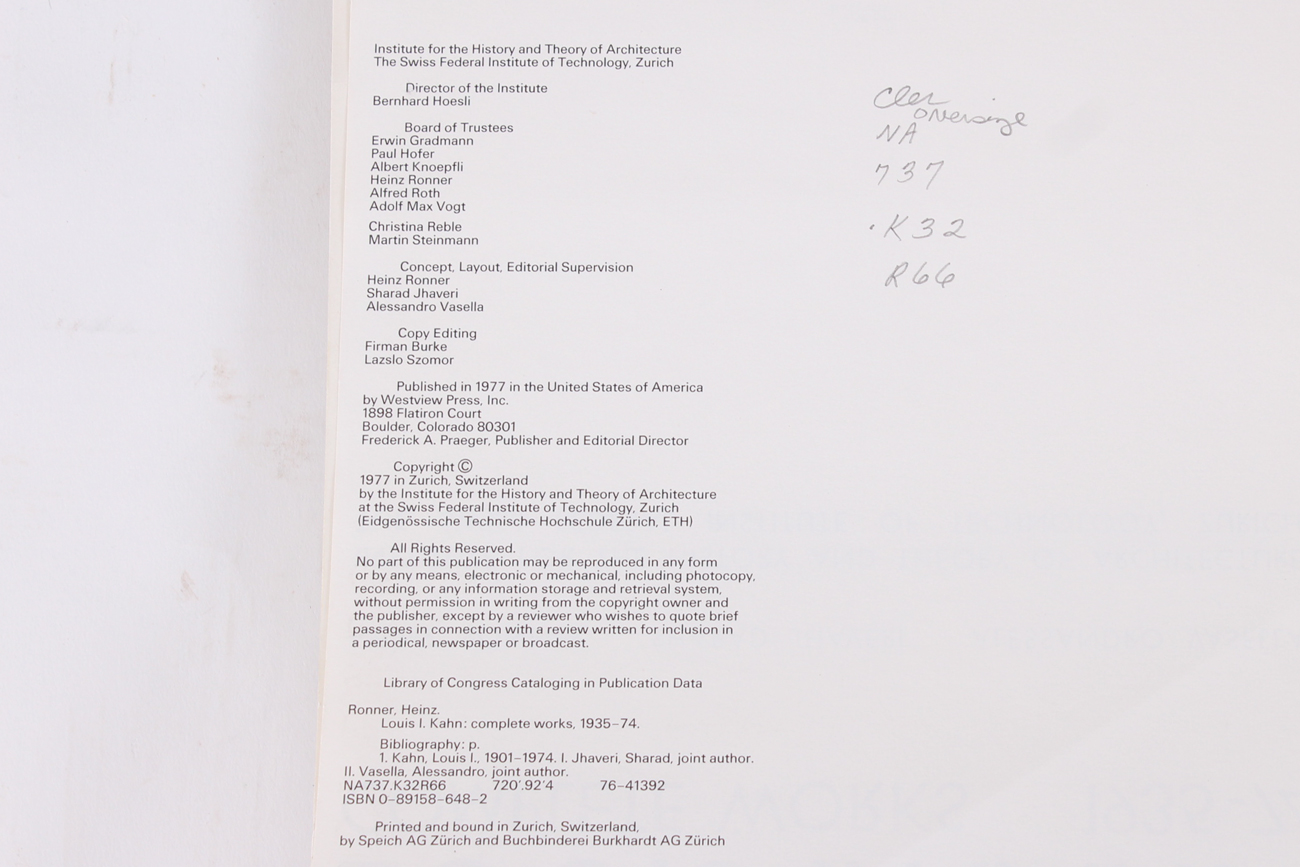 Institute for the History and Theory of Architecture
The Swiss Federal Institute of Technology, Zurich
Director of the Institute
Bernhard Hoesli
Board of Trustees
Erwin Gradmann
Paul Hofer
Albert Knoepfli
Heinz Ronner
Alfred Roth
Adolf Max Vogt
Christina Reble
Martin Steinmann
Concept, Layout, Editorial Supervision
Heinz Ronner
Sharad Jhaveri
Alessandro Vasella
Copy Editing
Firman Burke
Lazslo Szomor
Published in 1977 in the United States of America
by Westview Press, Inc.
1898 Flatiron Court
Boulder, Colorado 80301
Frederick A. Praeger, Publisher and Editorial Director
Copyright ©
1977 in Zurich, Switzerland
by the Institute for the History and Theory of Architecture
at the Swiss Federal Institute of Technology, Zurich
(Eidgenössische Technische Hochschule Zürich, ETH)
All Rights Reserved.
No part of this publication may be reproduced in any form
or by any means, electronic or mechanical, including photocopy,
recording, or any information storage and retrieval system,
without permission in writing from the copyright owner and
the publisher, except by a reviewer who wishes to quote brief
passages in connection with a review written for inclusion in
a periodical, newspaper or broadcast.
Library of Congress Cataloging in Publication Data
Ronner, Heinz.
Louis I. Kahn: complete works, 1935–74.
Bibliography: p.
1. Kahn, Louis I., 1901–1974. I. Jhaveri, Sharad, joint author.
II. Vasella, Alessandro, joint author.
NA737.K32R66 720'.92'4 76-41392
ISBN 0-89158-648-2
Printed and bound in Zurich, Switzerland,
by Speich AG Zürich and Buchbinderei Burkhardt AG Zürich
oversize
NA
737
.K32
R66